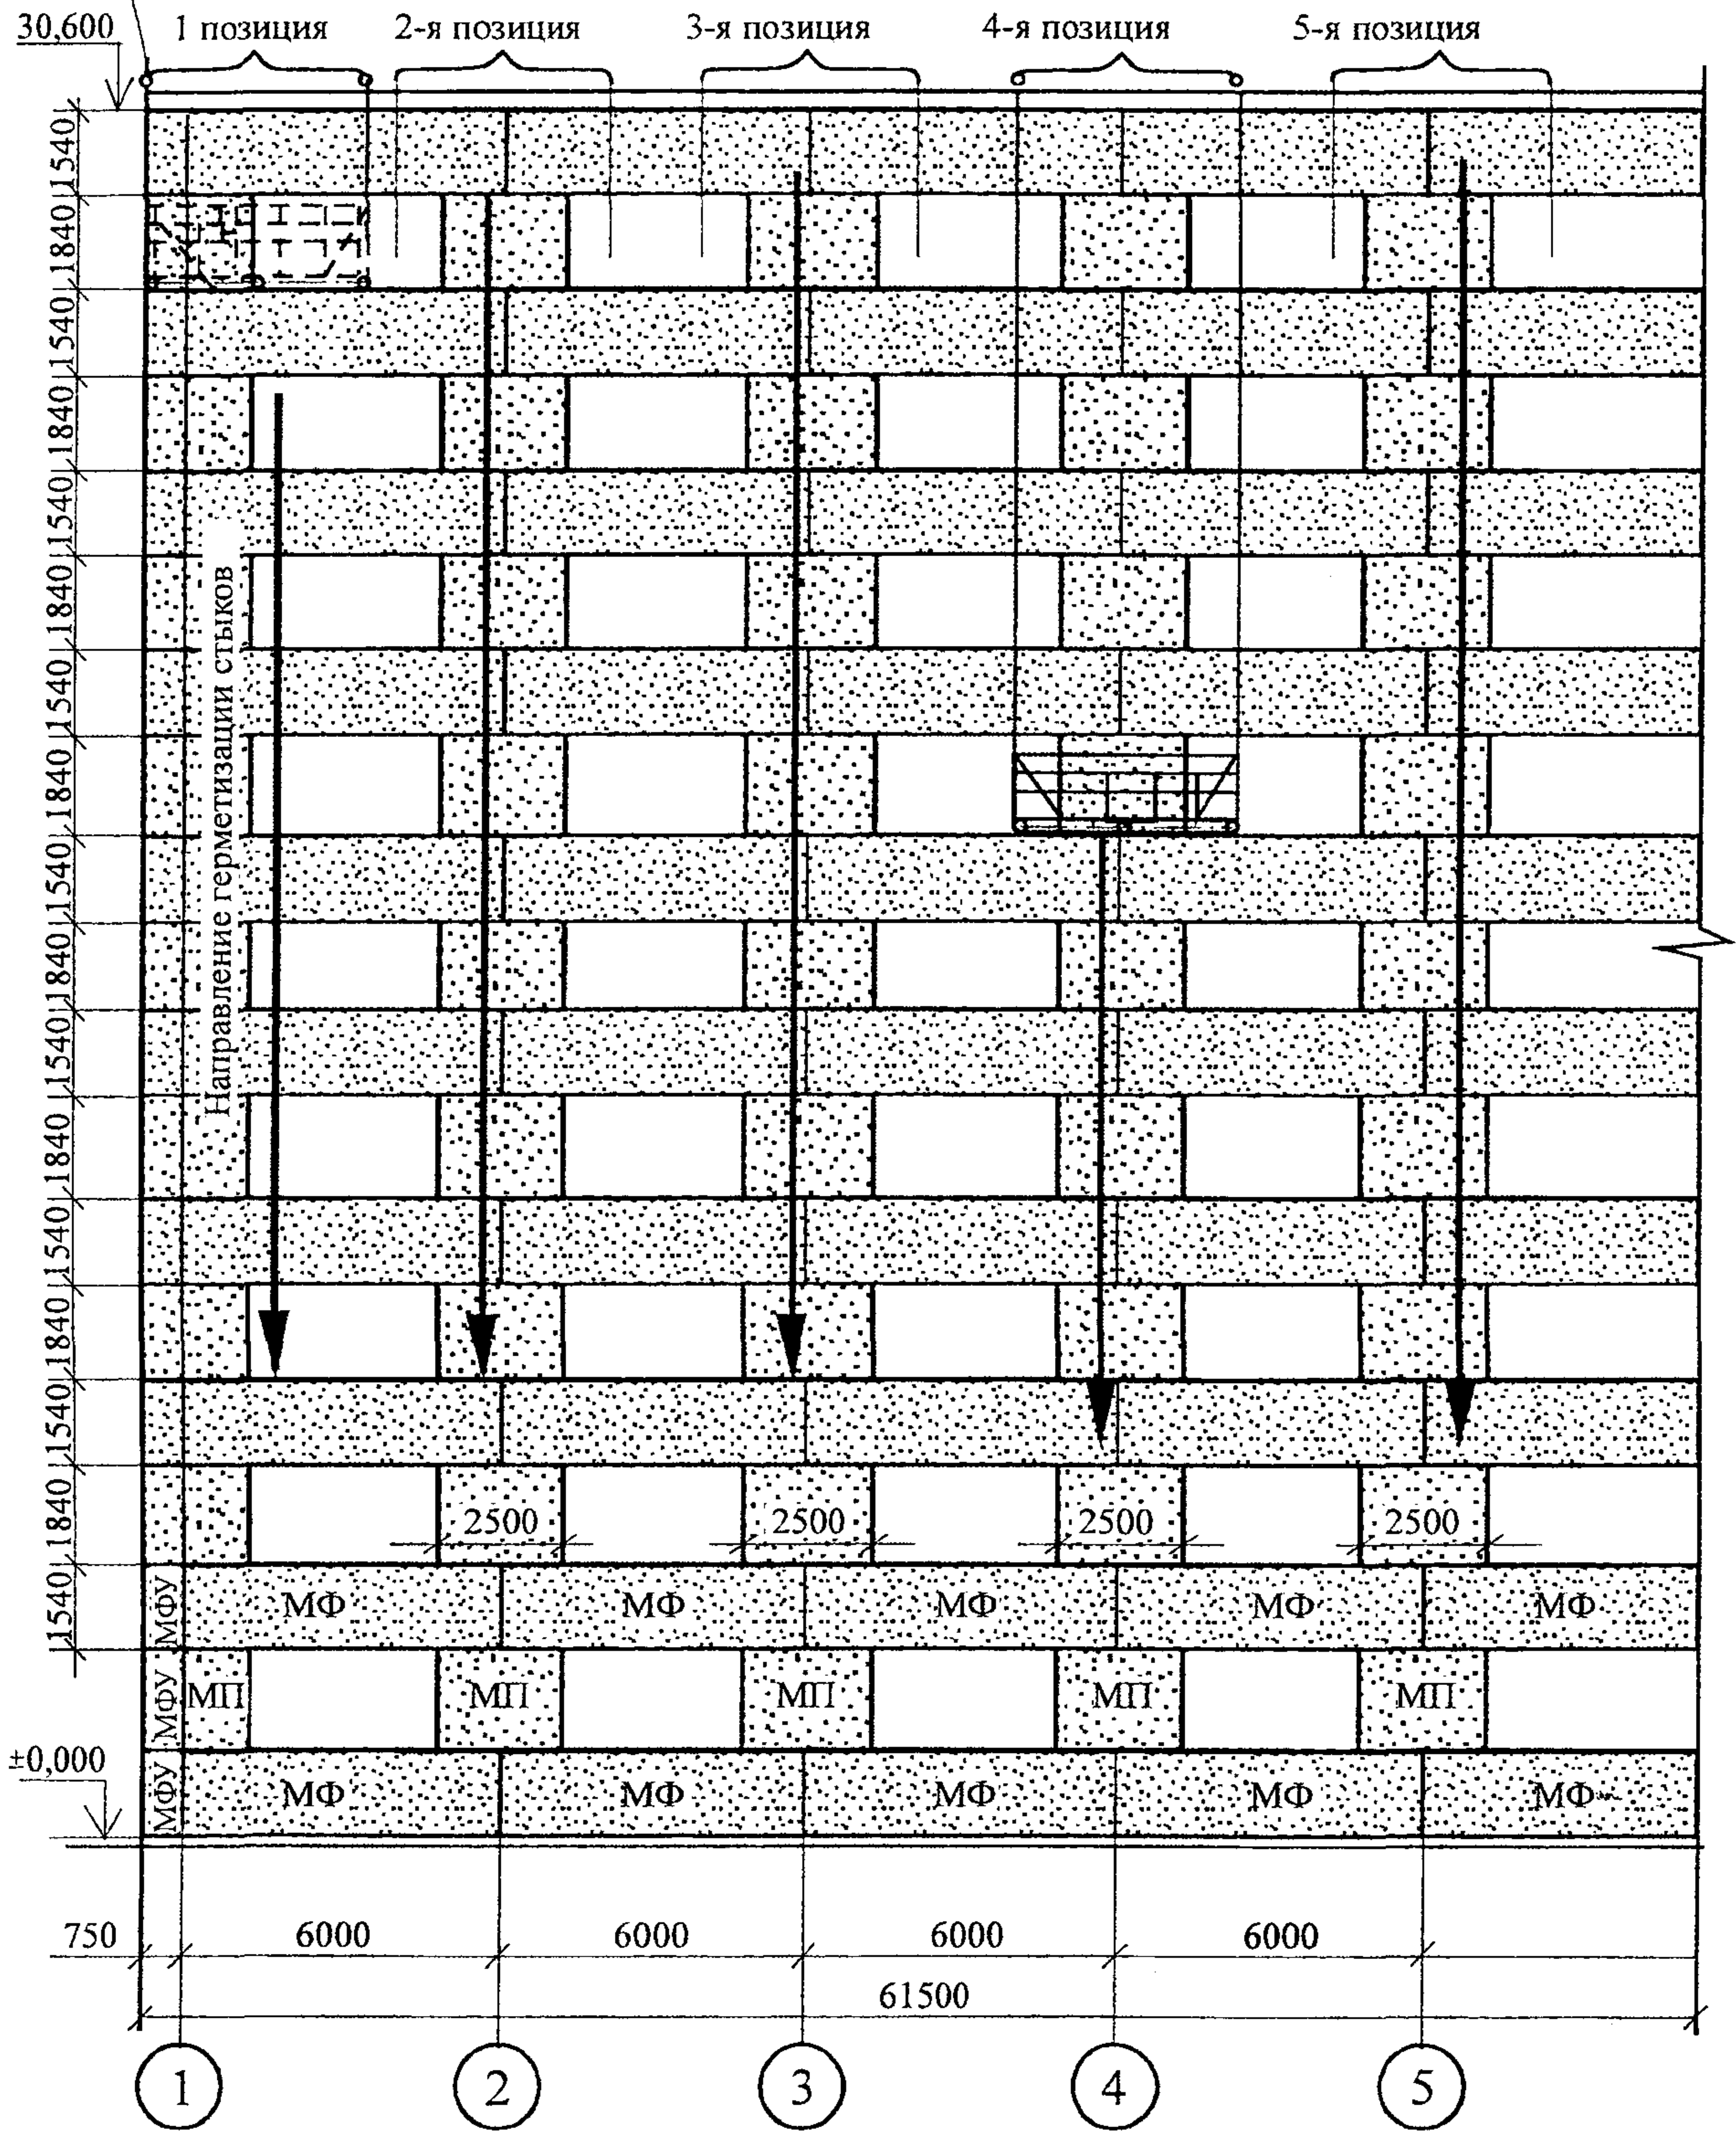 30,600
1 позиция
2-я позиция
3-я позиция
4-я позиция
5-я позиция
1540
1840
1540
1840
1540
1840
1540
1840
1540
1840
1540
1840
1540
1840
1540
1840
1540
Направление герметизации стыков
2500
2500
2500
2500
МФУ
МФ
МФ
МФ
МФ
МФ
МФУ
МП
МП
МП
МП
МП
±0,000
МФУ
МФ
МФ
МФ
МФ
МФ
750
6000
6000
6000
6000
61500
1
2
3
4
5